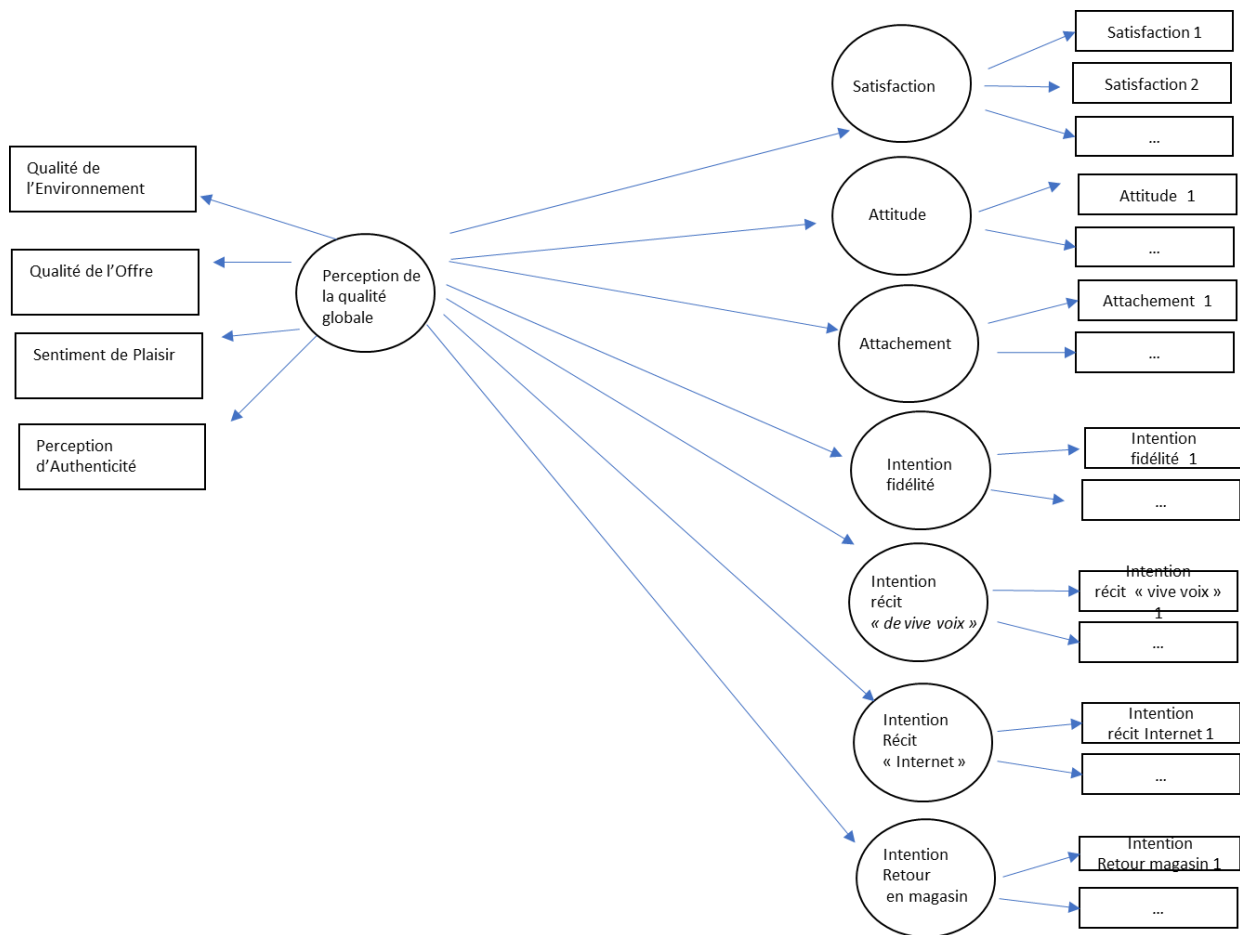 Qualité de
l’Environnement
Qualité de l’Offre
Sentiment de Plaisir
Perception
d’Authenticité
Perception de
la qualité
globale
Satisfaction
Attitude
Attachement
Intention
fidélité
Intention
récit
« de vive voix »
Intention
Récit
« Internet »
Intention
Retour
en magasin
Satisfaction 1
Satisfaction 2
...
Attitude 1
...
Attachement 1
...
Intention
fidélité 1
...
Intention
récit « vive voix »
1
...
Intention
récit Internet 1
...
Intention
Retour magasin 1
...